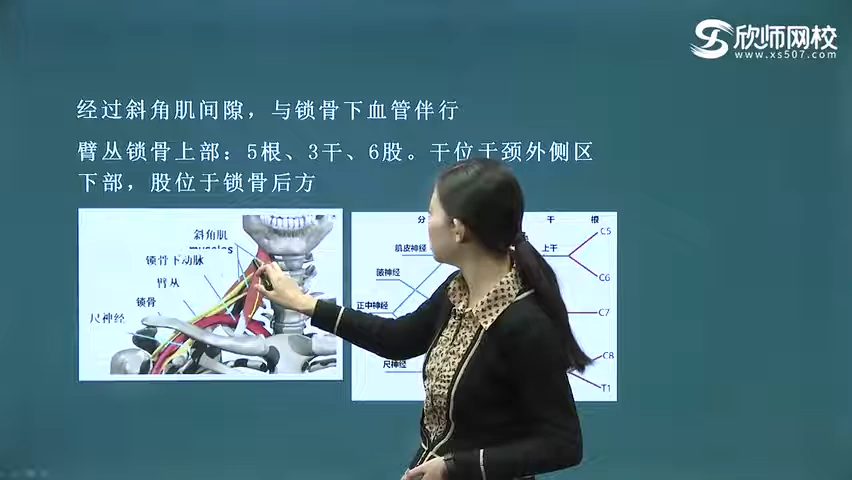 欣师网校
www.xs507.com
经过斜角肌间隙，与锁骨下血管伴行
臂丛锁骨上部：5根、3干、6股。干位于颈外侧区
下部，股位于锁骨后方
斜角肌
muscles
锁骨下动脉
臂丛
锁骨
尺神经
分
干
根
肌皮神经
上干
C5
腋神经
C6
正中神经
C7
C8
尺神经
T1